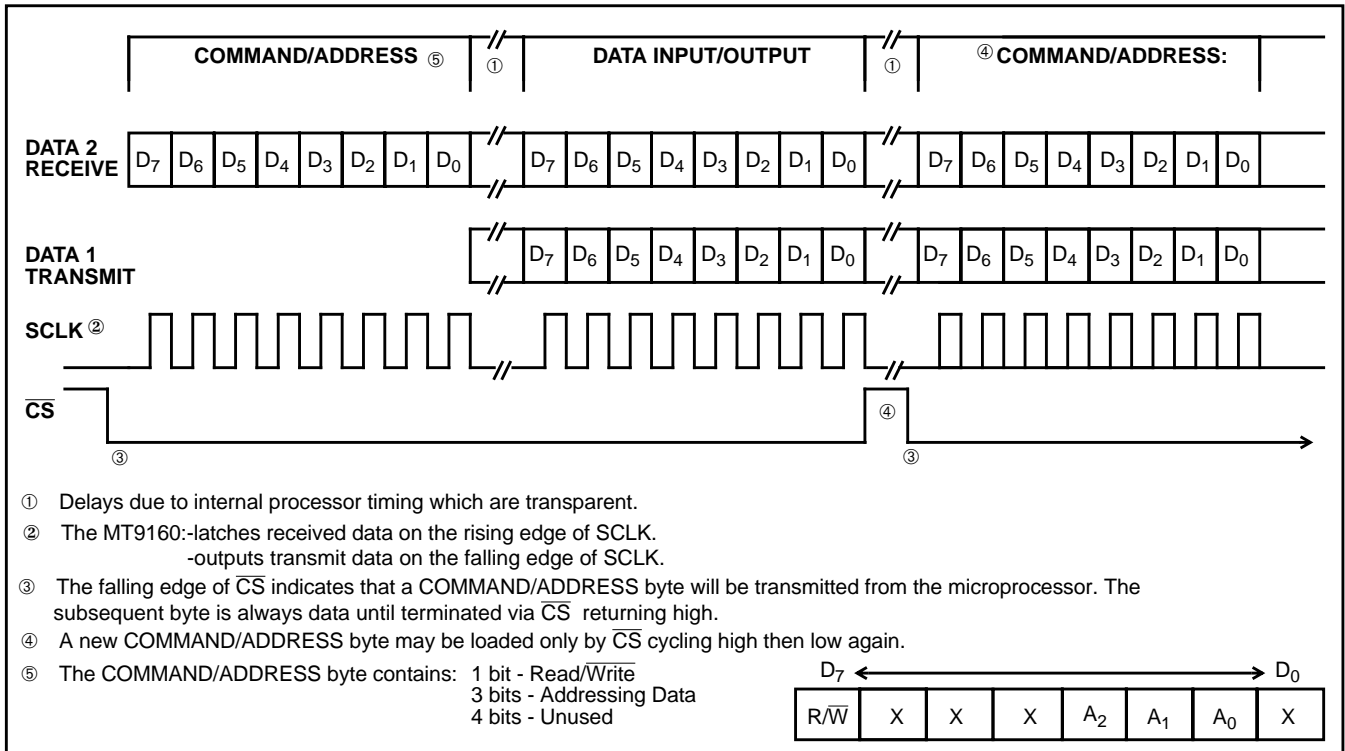 COMMAND/ADDRESS ⑤ ① DATA INPUT/OUTPUT ① ④ COMMAND/ADDRESS:
DATA 2
RECEIVE
D7 D6 D5 D4 D3 D2 D1 D0 D7 D6 D5 D4 D3 D2 D1 D0 D7 D6 D5 D4 D3 D2 D1 D0
DATA 1
TRANSMIT
D7 D6 D5 D4 D3 D2 D1 D0 D7 D6 D5 D4 D3 D2 D1 D0
SCLK ②
C̅S̅ ④
③ ③
① Delays due to internal processor timing which are transparent.
② The MT9160:-latches received data on the rising edge of SCLK.
-outputs transmit data on the falling edge of SCLK.
③ The falling edge of C̅S̅ indicates that a COMMAND/ADDRESS byte will be transmitted from the microprocessor. The
subsequent byte is always data until terminated via C̅S̅ returning high.
④ A new COMMAND/ADDRESS byte may be loaded only by C̅S̅ cycling high then low again.
⑤ The COMMAND/ADDRESS byte contains: 1 bit - Read/W̅r̅i̅t̅e̅
3 bits - Addressing Data
4 bits - Unused
D7 D0
R/W̅ X X X A2 A1 A0 X